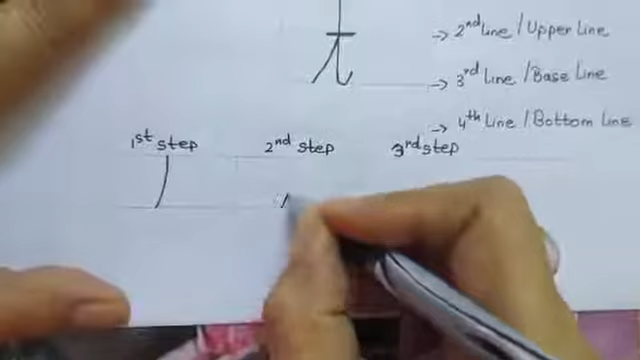 → 2nd Line / Upper Line
→ 3rd Line / Base Line
→ 4th Line / Bottom Line
1st step 2nd step 3rd step